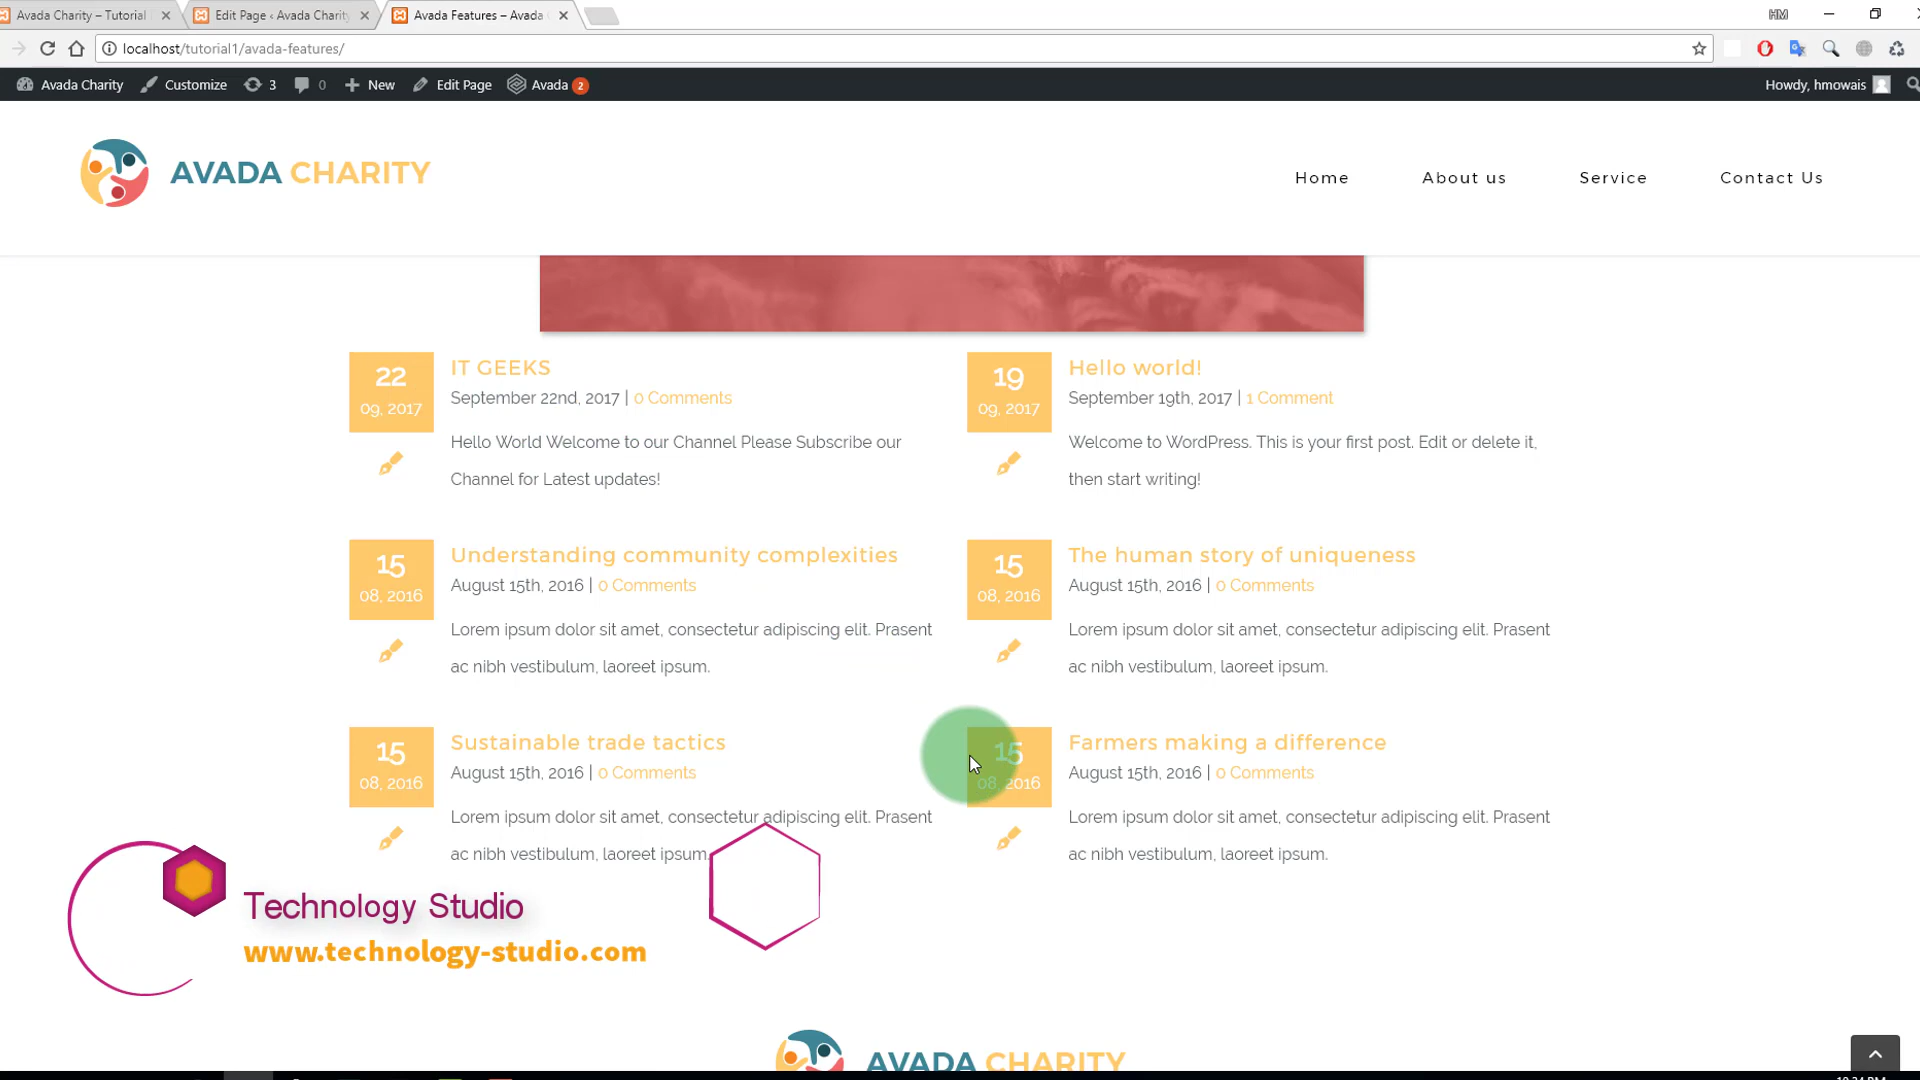 Avada Charity – Tutorial
Edit Page ‹ Avada Charity
Avada Features – Avada
HM
localhost/tutorial1/avada-features/
Avada Charity
Customize
3
0
New
Edit Page
Avada 2
Howdy, hmowais
AVADA CHARITY
Home
About us
Service
Contact Us
22
09, 2017
IT GEEKS
September 22nd, 2017 | 0 Comments
Hello World Welcome to our Channel Please Subscribe our
Channel for Latest updates!
19
09, 2017
Hello world!
September 19th, 2017 | 1 Comment
Welcome to WordPress. This is your first post. Edit or delete it,
then start writing!
15
08, 2016
Understanding community complexities
August 15th, 2016 | 0 Comments
Lorem ipsum dolor sit amet, consectetur adipiscing elit. Prasent
ac nibh vestibulum, laoreet ipsum.
15
08, 2016
The human story of uniqueness
August 15th, 2016 | 0 Comments
Lorem ipsum dolor sit amet, consectetur adipiscing elit. Prasent
ac nibh vestibulum, laoreet ipsum.
15
08, 2016
Sustainable trade tactics
August 15th, 2016 | 0 Comments
Lorem ipsum dolor sit amet, consectetur adipiscing elit. Prasent
ac nibh vestibulum, laoreet ipsum.
15
08, 2016
Farmers making a difference
August 15th, 2016 | 0 Comments
Lorem ipsum dolor sit amet, consectetur adipiscing elit. Prasent
ac nibh vestibulum, laoreet ipsum.
Technology Studio
www.technology-studio.com
AVADA CHARITY